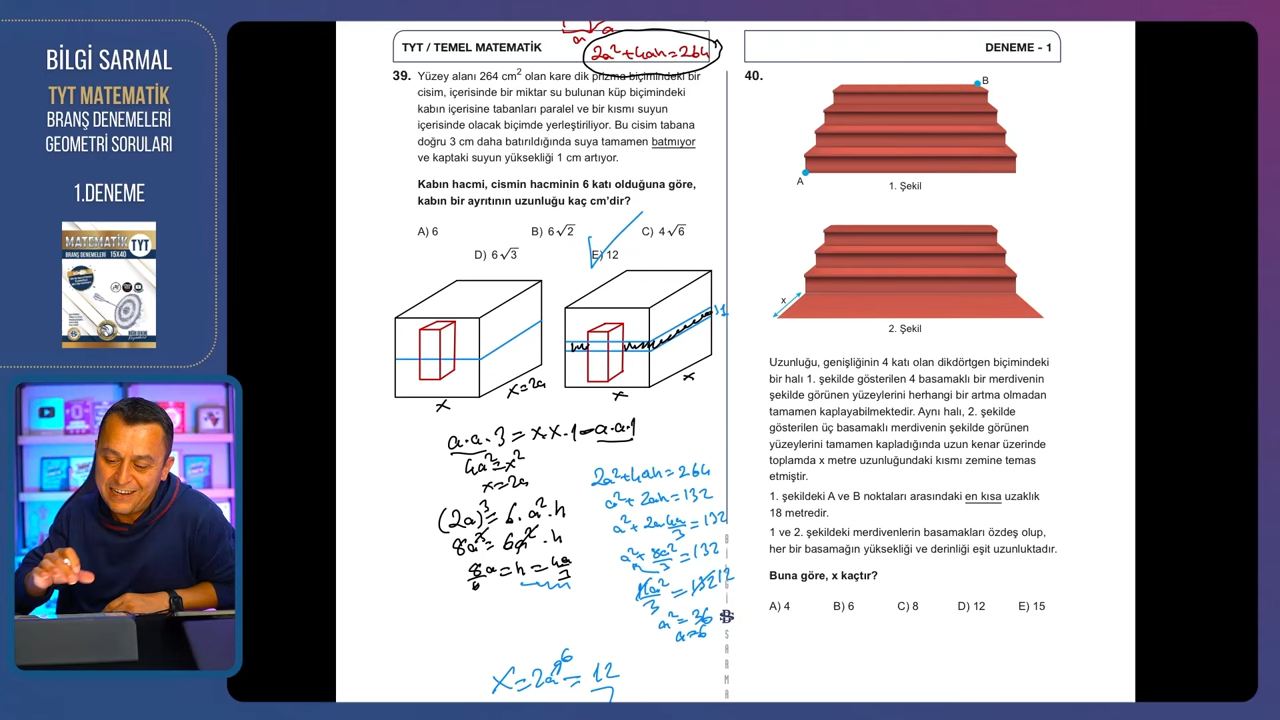 BİLGİ SARMAL
TYT MATEMATİK
BRANŞ DENEMELERİ
GEOMETRİ SORULARI
1.DENEME
MATEMATİK TYT
BRANŞ DENEMELERİ 15X40
TYT / TEMEL MATEMATİK
2a²+4ah=264
39. Yüzey alanı 264 cm² olan kare dik prizma biçimindeki bir
cisim, içerisinde bir miktar su bulunan küp biçimindeki
kabın içerisine tabanları paralel ve bir kısmı suyun
içerisinde olacak biçimde yerleştiriliyor. Bu cisim tabana
doğru 3 cm daha batırıldığında suya tamamen batmıyor
ve kaptaki suyun yüksekliği 1 cm artıyor.
Kabın hacmi, cismin hacminin 6 katı olduğuna göre,
kabın bir ayrıtının uzunluğu kaç cm'dir?
A) 6 B) 6√2 C) 4√6
D) 6√3 E) 12
x x=2a
x x 1
a.a.3=x.x.1-a.a.1
4a²=x²
x=2a
(2a)³=6.a².h
8a³=6a².h
8a/6=h=4a/3
2a²+4ah=264
a²+2ah=132
a²+2a.4a/3=132
a²+8a²/3=132
11a²/3=132 12
a²=36
a=6
x=2a=12
6
BİLGİ SARMA
DENEME - 1
40.
B
A
1. Şekil
x
2. Şekil
Uzunluğu, genişliğinin 4 katı olan dikdörtgen biçimindeki
bir halı 1. şekilde gösterilen 4 basamaklı bir merdivenin
şekilde görünen yüzeylerini herhangi bir artma olmadan
tamamen kaplayabilmektedir. Aynı halı, 2. şekilde
gösterilen üç basamaklı merdivenin şekilde görünen
yüzeylerini tamamen kapladığında uzun kenar üzerinde
toplamda x metre uzunluğundaki kısmı zemine temas
etmiştir.
1. şekildeki A ve B noktaları arasındaki en kısa uzaklık
18 metredir.
1 ve 2. şekildeki merdivenlerin basamakları özdeş olup,
her bir basamağın yüksekliği ve derinliği eşit uzunluktadır.
Buna göre, x kaçtır?
A) 4 B) 6 C) 8 D) 12 E) 15